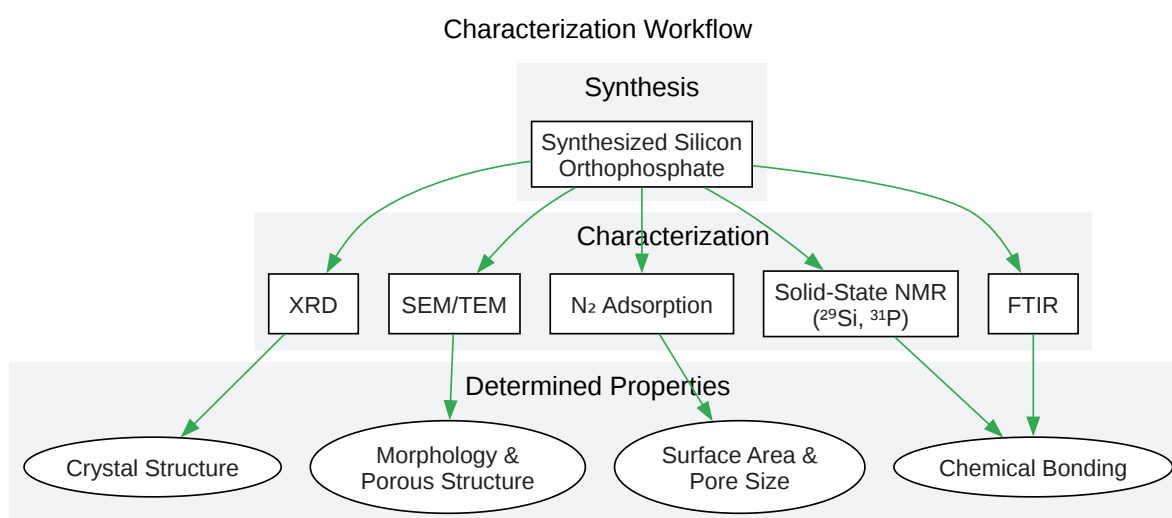 Characterization Workflow
Synthesis
Synthesized Silicon
Orthophosphate
Characterization
XRD
SEM/TEM
N₂ Adsorption
Solid-State NMR
(²⁹Si, ³¹P)
FTIR
Determined Properties
Crystal Structure
Morphology &
Porous Structure
Surface Area &
Pore Size
Chemical Bonding